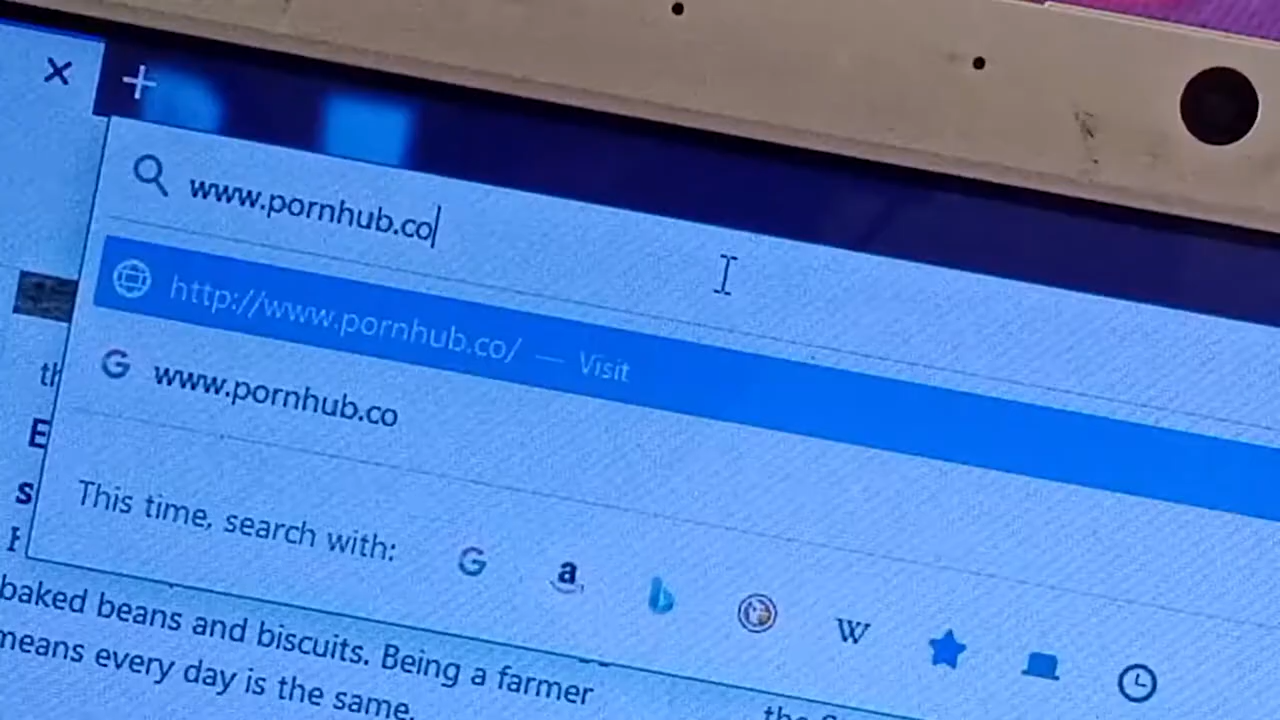 www.pornhub.co
http://www.pornhub.co/ — Visit
www.pornhub.co
This time, search with:
baked beans and biscuits. Being a farmer
means every day is the same.